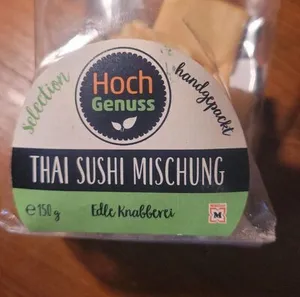 selection
Hoch
Genuss
handgepackt
THAI SUSHI MISCHUNG
℮150 g
Edle Knabberei
M